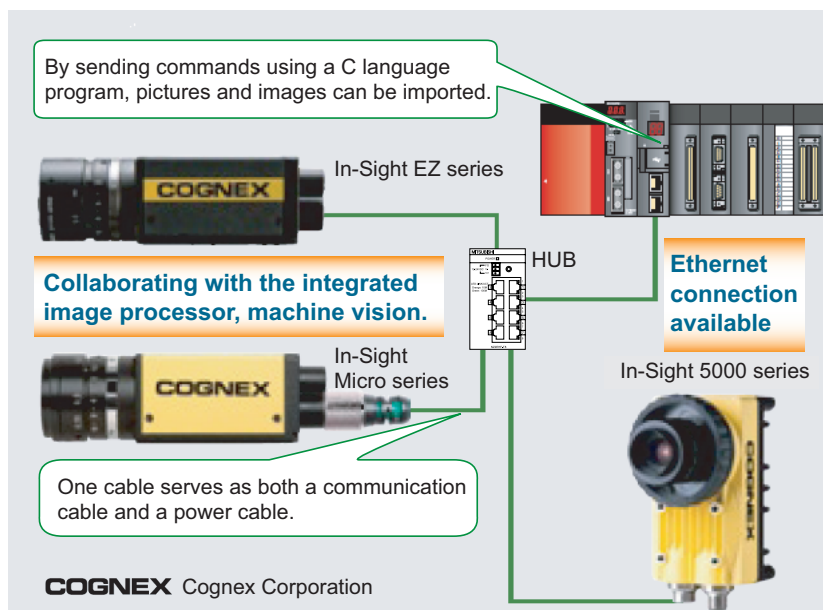 By sending commands using a C language
program, pictures and images can be imported.
COGNEX
In-Sight EZ series
MITSUBISHI
HUB
Collaborating with the integrated
image processor, machine vision.
Ethernet
connection
available
COGNEX
In-Sight
Micro series
In-Sight 5000 series
COGNEX
One cable serves as both a communication
cable and a power cable.
COGNEX Cognex Corporation